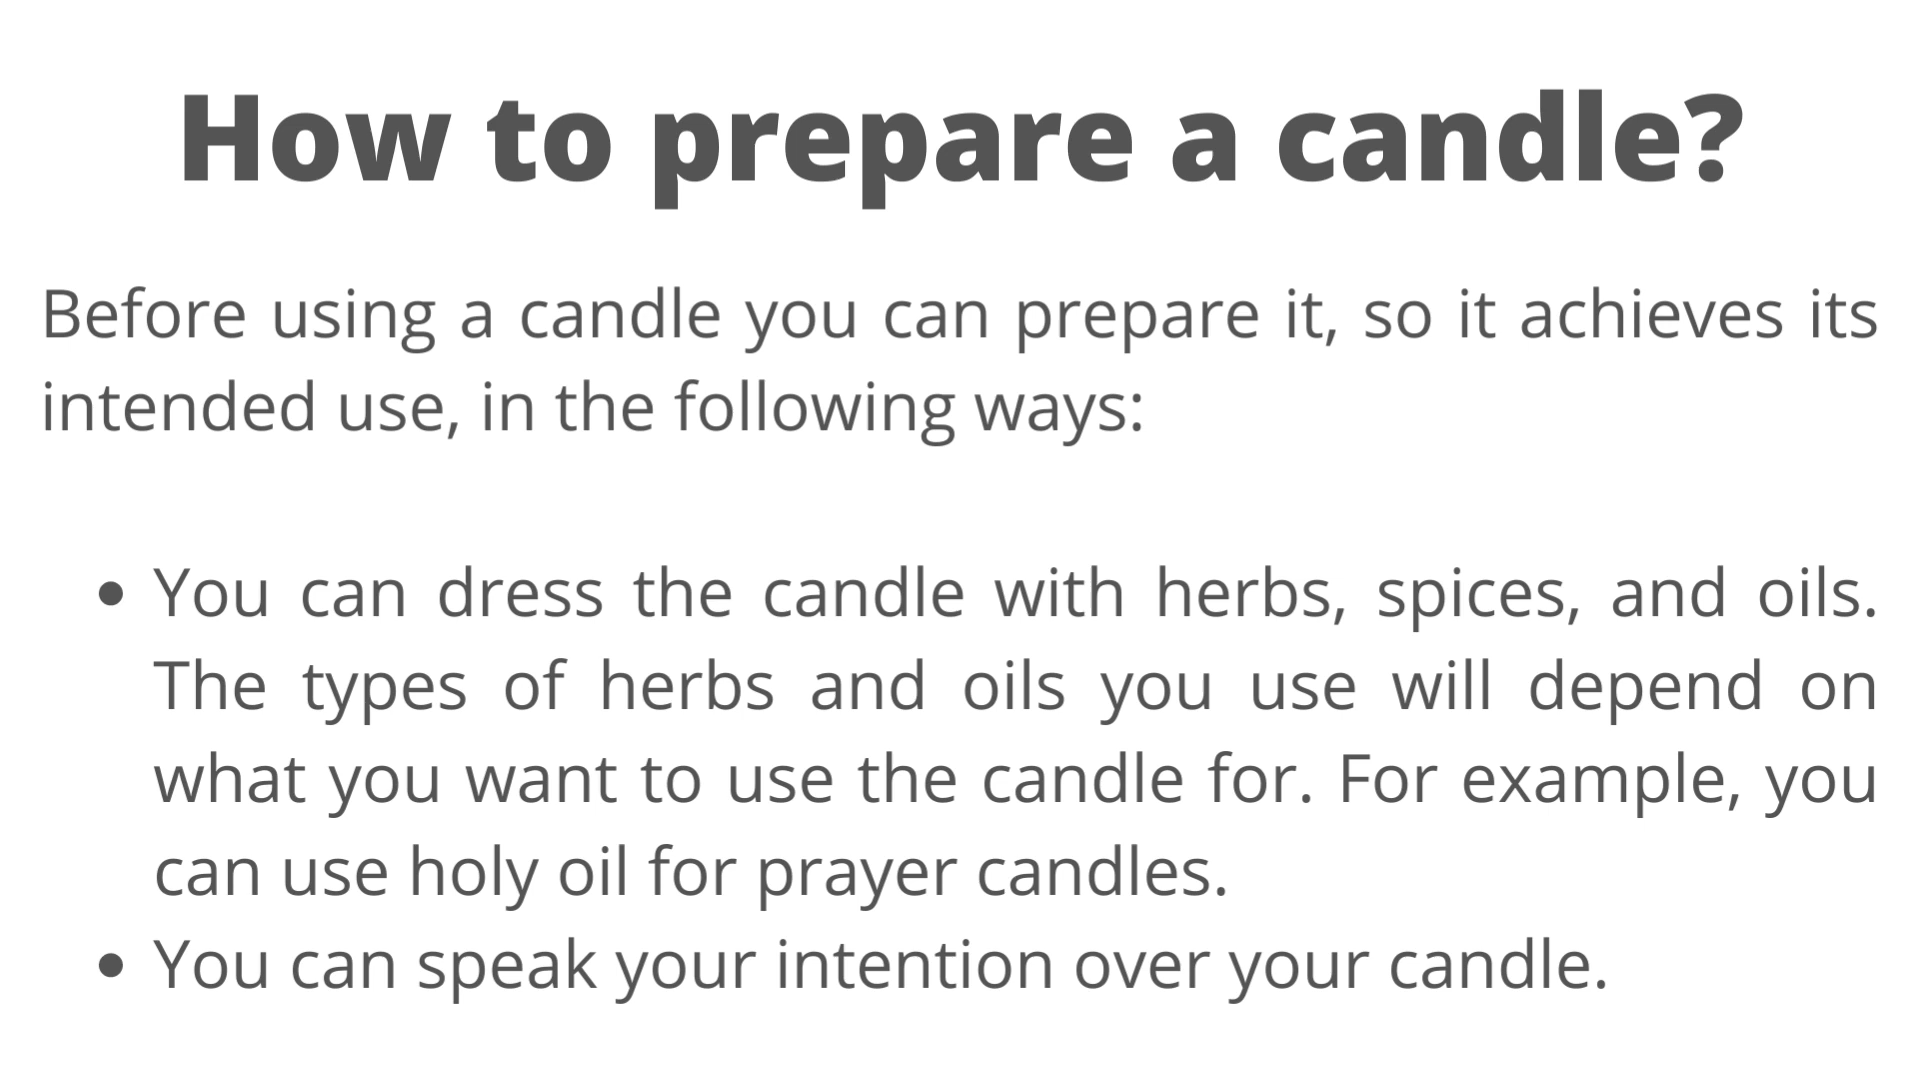 How to prepare a candle?
Before using a candle you can prepare it, so it achieves its
intended use, in the following ways:
• You can dress the candle with herbs, spices, and oils.
The types of herbs and oils you use will depend on
what you want to use the candle for. For example, you
can use holy oil for prayer candles.
• You can speak your intention over your candle.